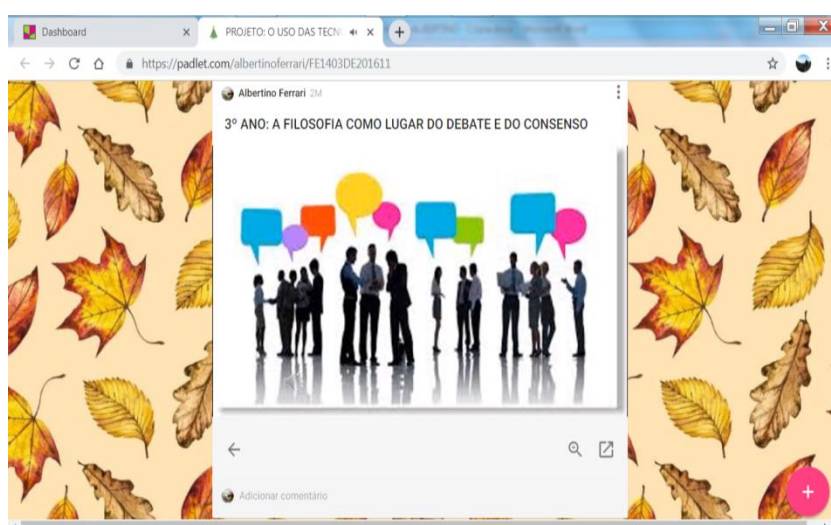 Dashboard
PROJETO: O USO DAS TECN
https://padlet.com/albertinoferrari/FE1403DE201611
Albertino Ferrari 2M
3º ANO: A FILOSOFIA COMO LUGAR DO DEBATE E DO CONSENSO
Adicionar comentário